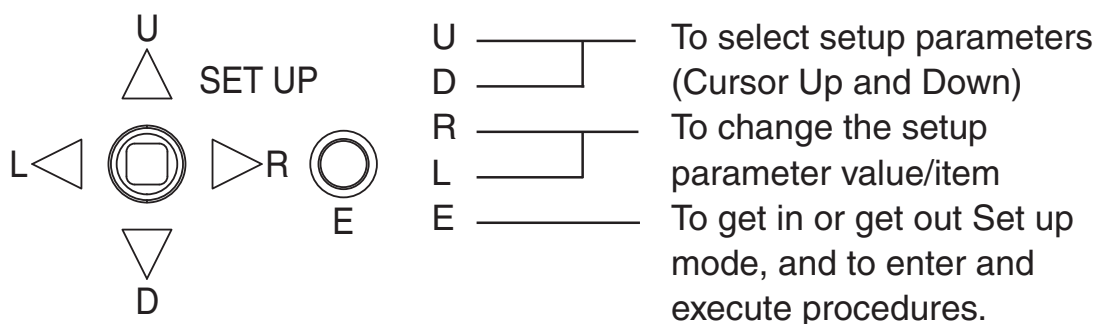 U
SET UP
L
R
E
D
U To select setup parameters
D (Cursor Up and Down)
R To change the setup
L parameter value/item
E To get in or get out Set up
mode, and to enter and
execute procedures.